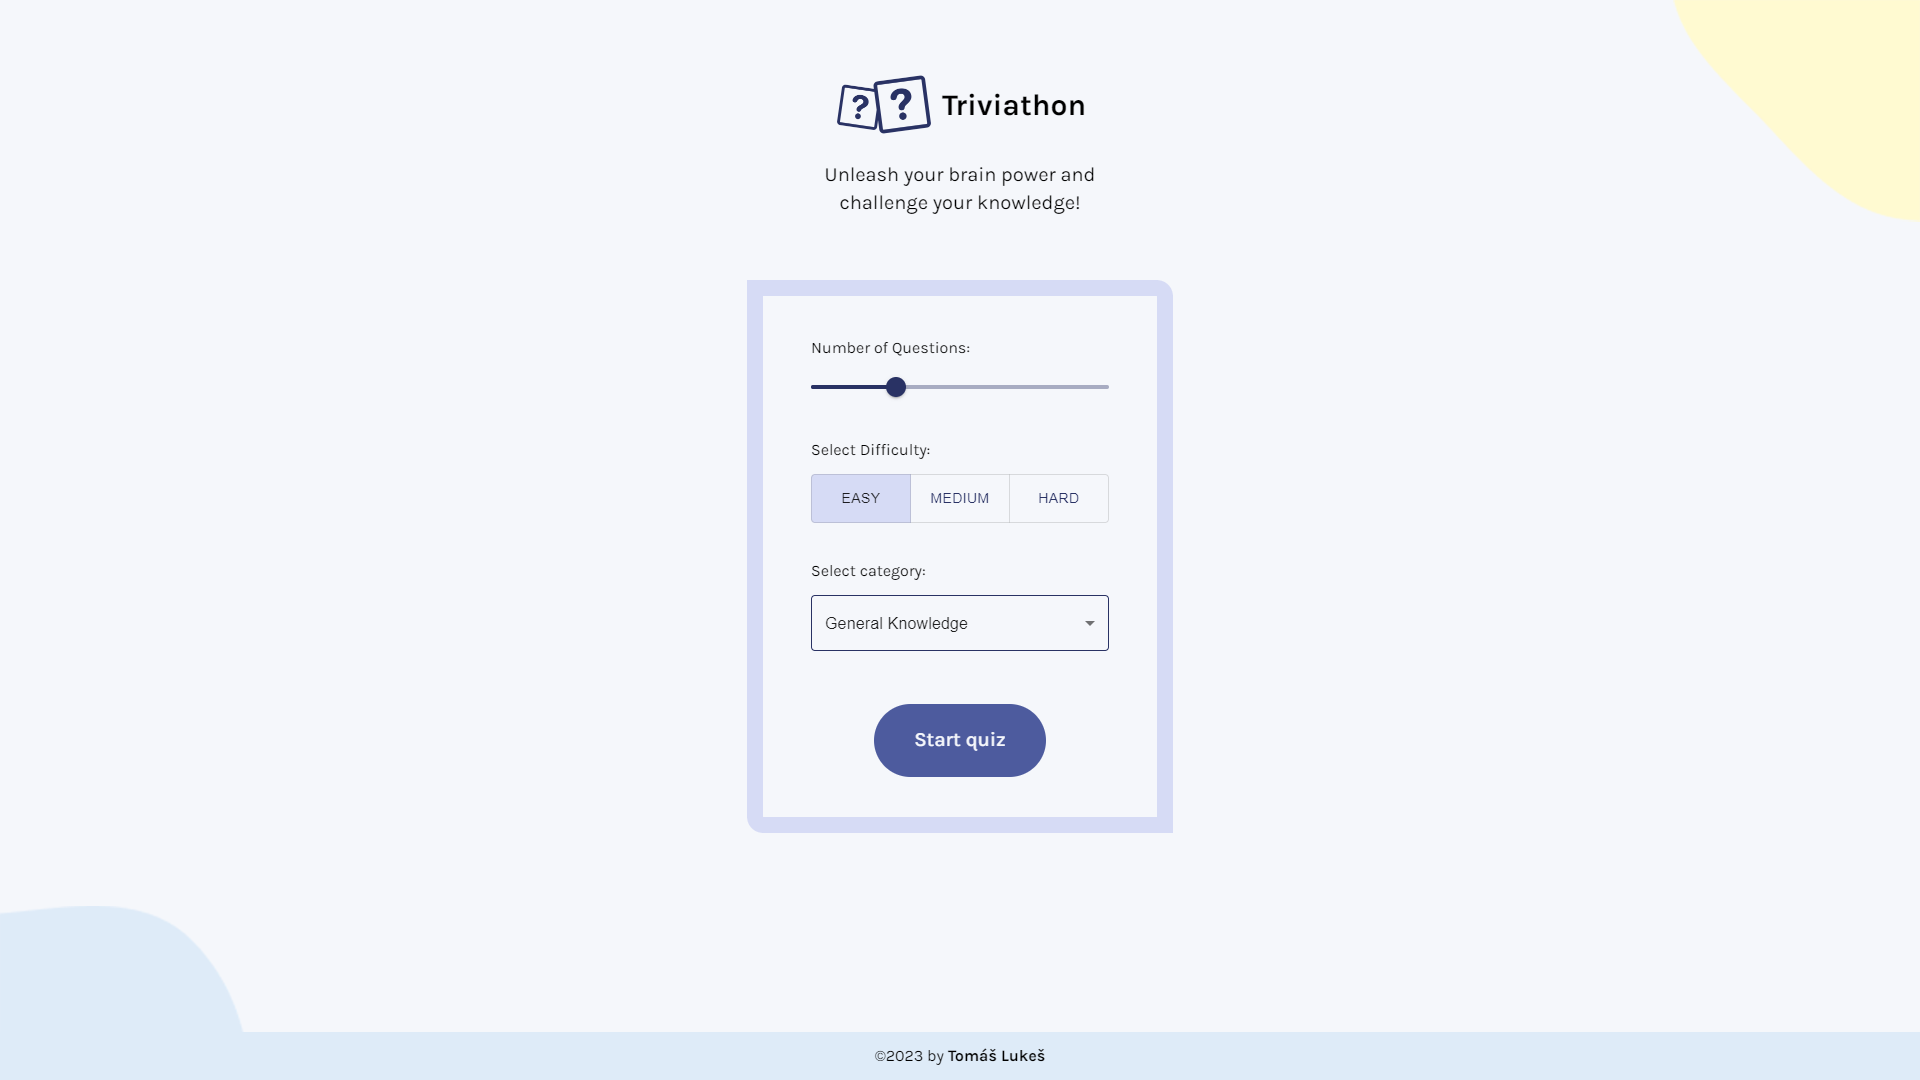 ? ? Triviathon
Unleash your brain power and
challenge your knowledge!
Number of Questions:
Select Difficulty:
EASY MEDIUM HARD
Select category:
General Knowledge
Start quiz
©2023 by Tomáš Lukeš